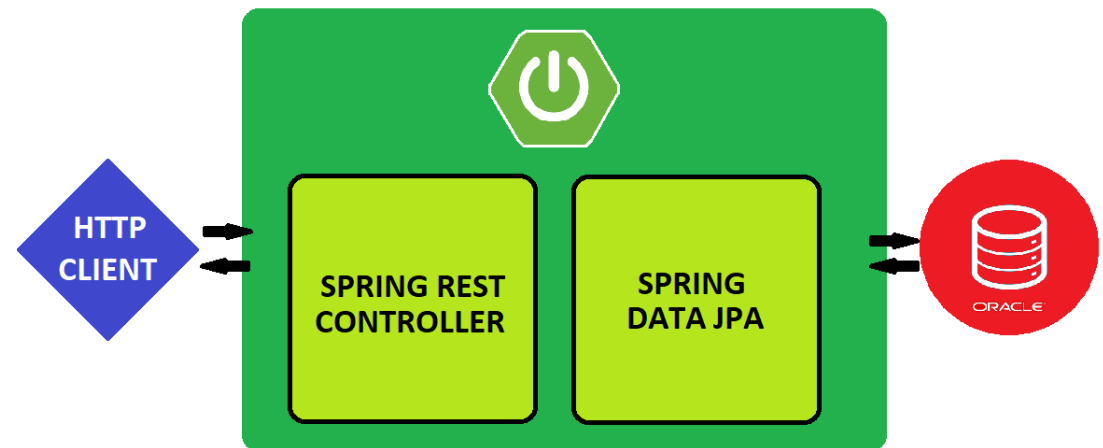 HTTP
CLIENT
SPRING REST
CONTROLLER
SPRING
DATA JPA
ORACLE